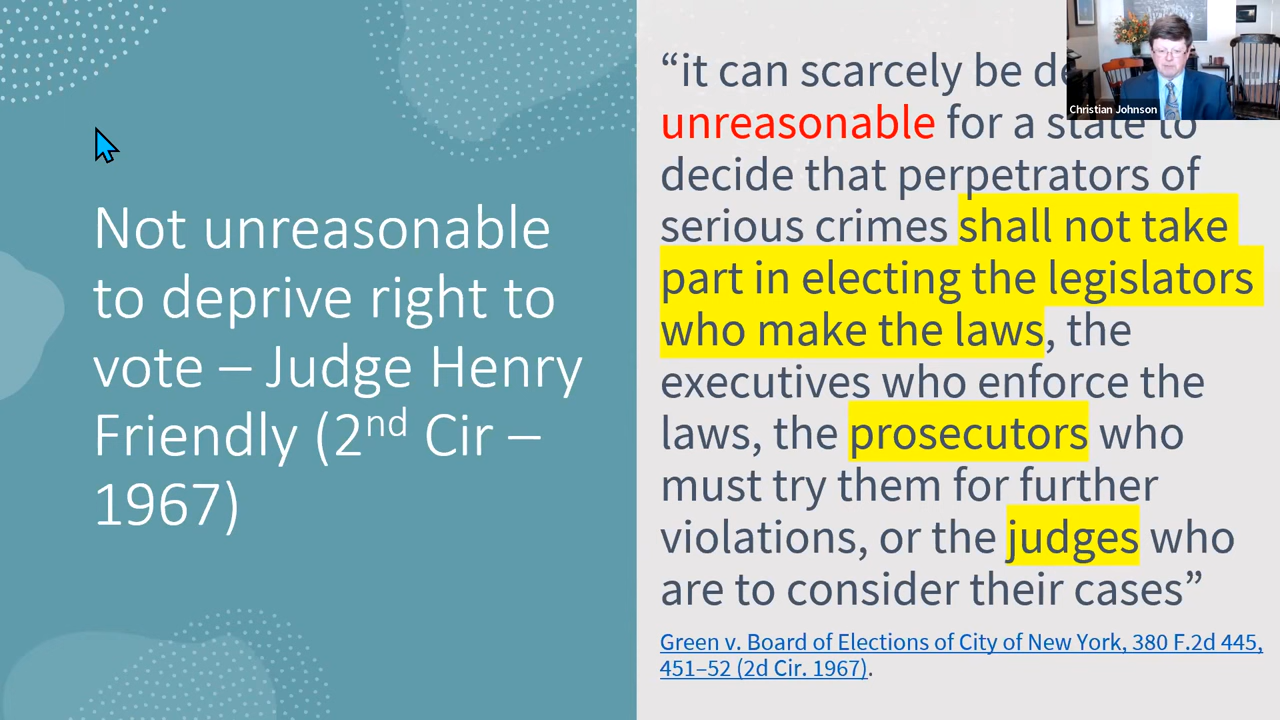 Not unreasonable
to deprive right to
vote – Judge Henry
Friendly (2nd Cir –
1967)
“it can scarcely be
unreasonable for a state to
decide that perpetrators of
serious crimes shall not take
part in electing the legislators
who make the laws, the
executives who enforce the
laws, the prosecutors who
must try them for further
violations, or the judges who
are to consider their cases”
Green v. Board of Elections of City of New York, 380 F.2d 445,
451–52 (2d Cir. 1967).
Christian Johnson